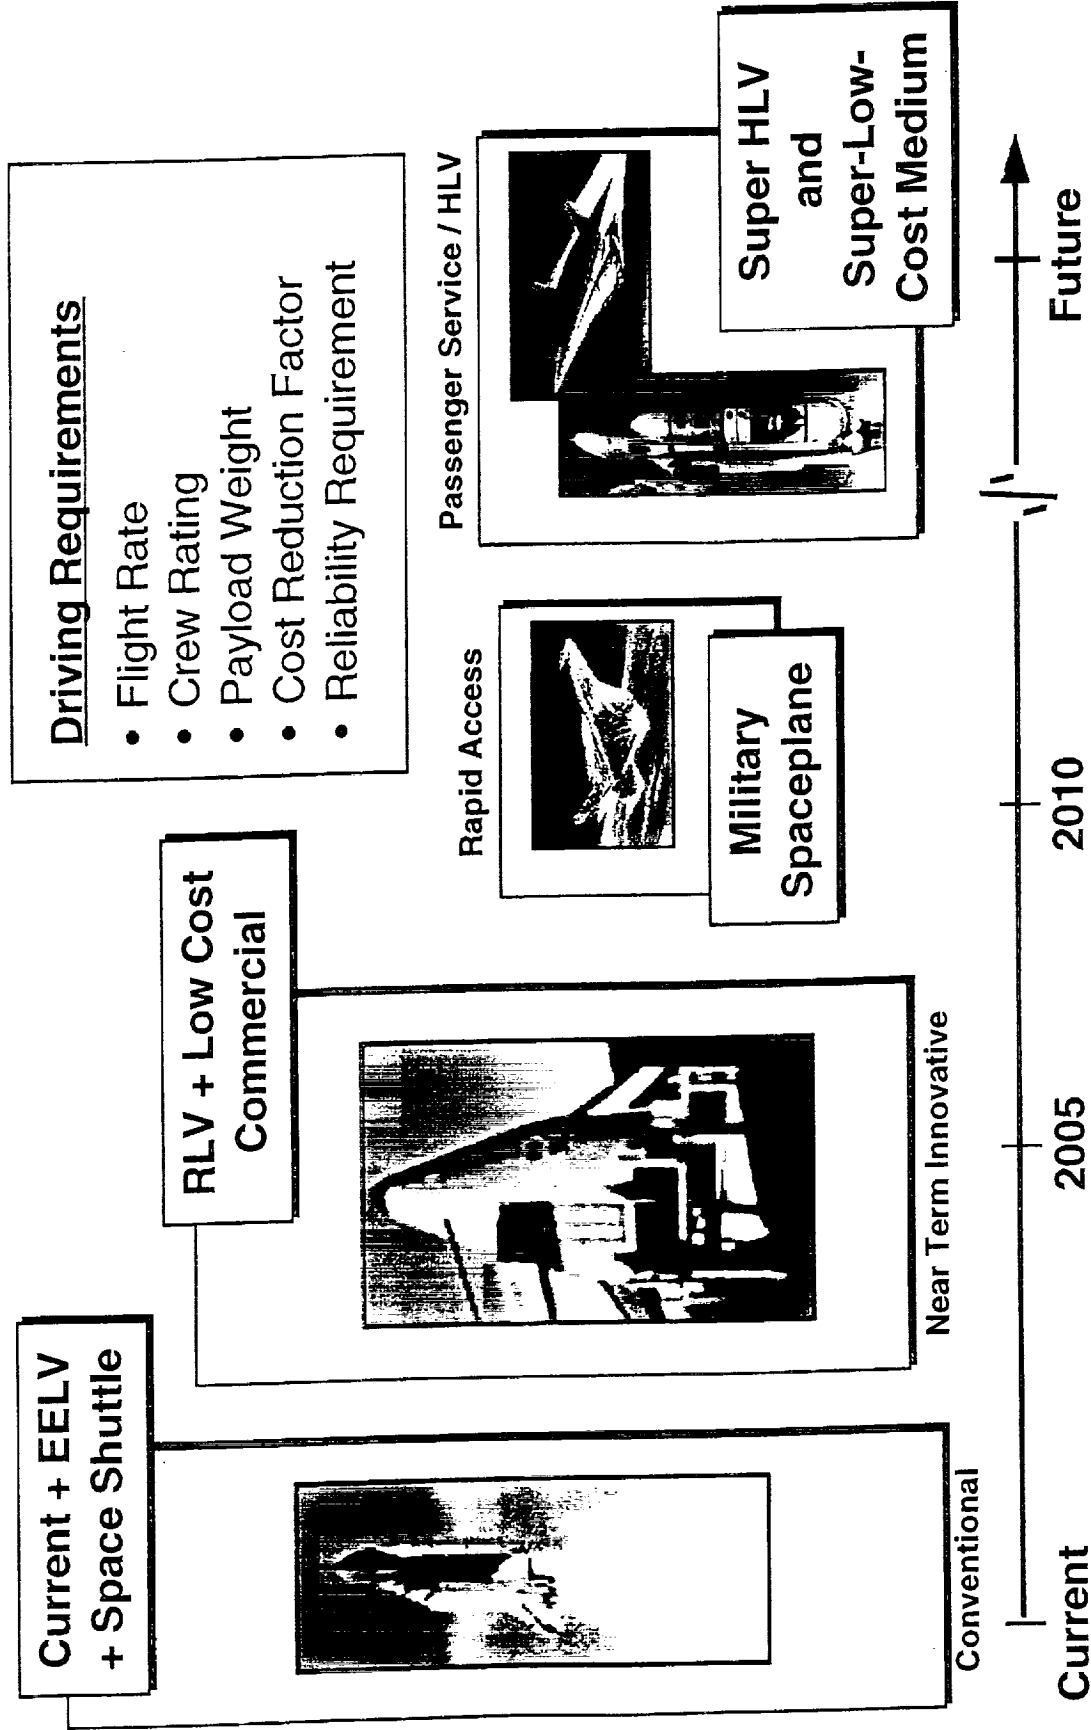 Current + EELV
+ Space Shuttle
Conventional
RLV + Low Cost
Commercial
Near Term Innovative
Driving Requirements
• Flight Rate
• Crew Rating
• Payload Weight
• Cost Reduction Factor
• Reliability Requirement
Rapid Access
Military
Spaceplane
Passenger Service / HLV
Super HLV
and
Super-Low-
Cost Medium
Current
2005
2010
Future